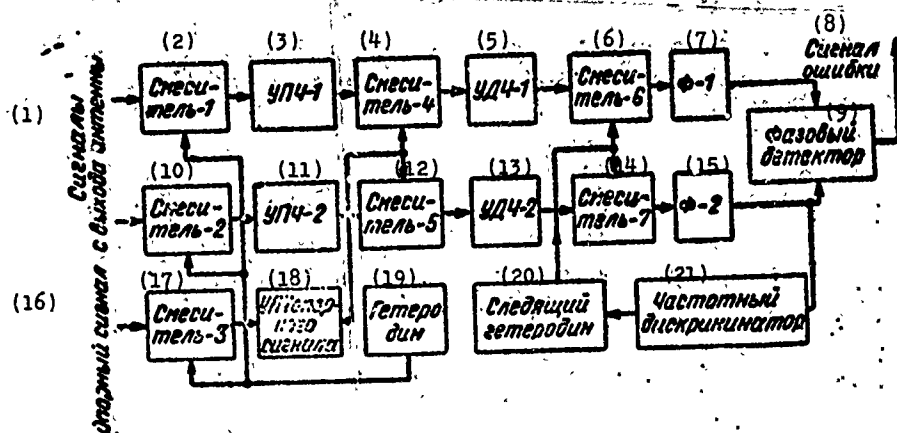 (1)
Сигналы
с выхода антенны
(2)
Смеси-
тель-1
(3)
УПЧ-1
(4)
Смеси-
тель-4
(5)
УДЧ-1
(6)
Смеси-
тель-6
(7)
Ф-1
(8)
Сигнал
ошибки
(9)
Фазовый
детектор
(10)
Смеси-
тель-2
(11)
УПЧ-2
(12)
Смеси-
тель-5
(13)
УДЧ-2
(14)
Смеси-
тель-7
(15)
Ф-2
(16)
Опорный сигнал
(17)
Смеси-
тель-3
(18)
сигнала
(19)
Гетеро-
дин
(20)
Следящий
гетеродин
(21)
Частотный
дискриминатор